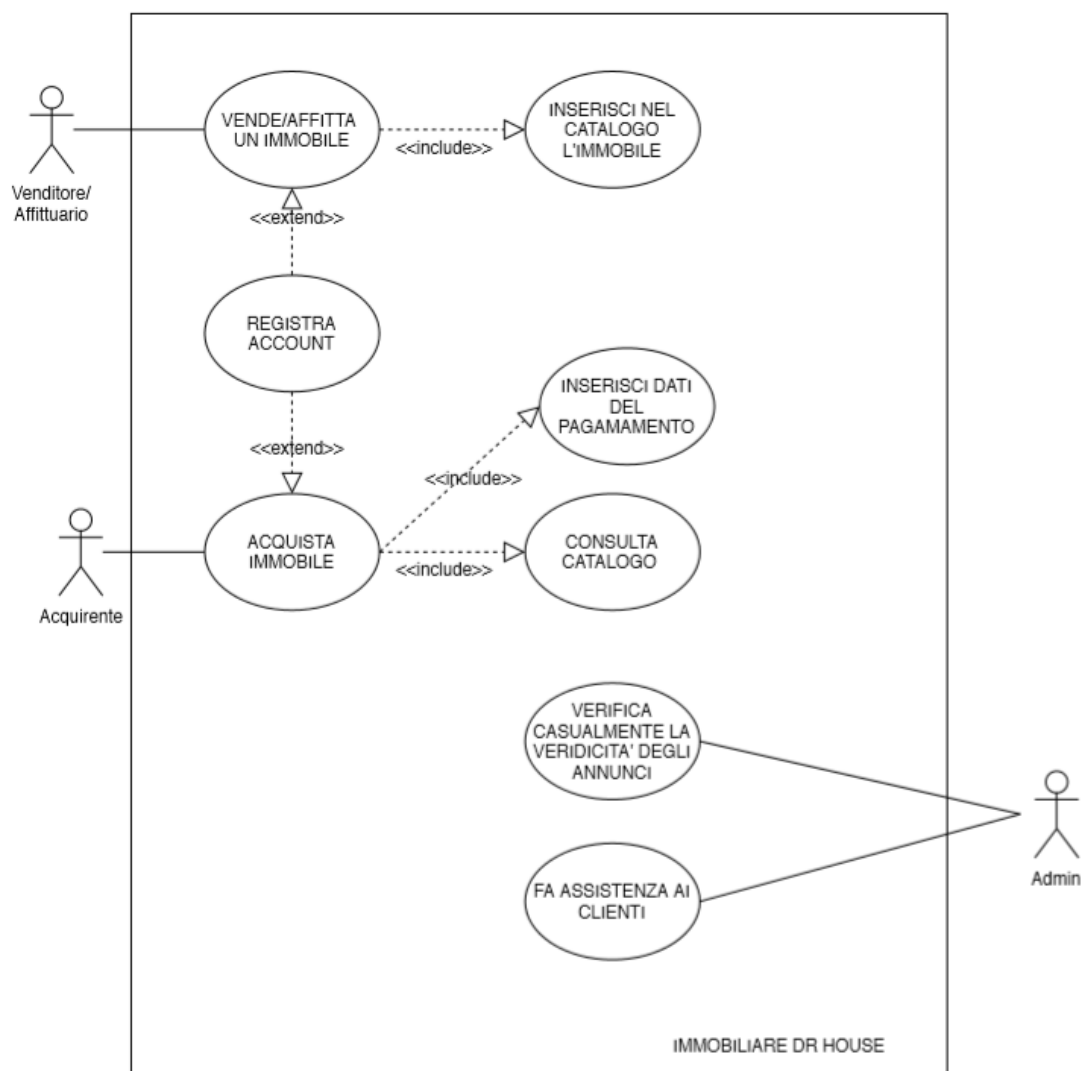 VENDE/AFFITTA
UN IMMOBILE
<<include>>
INSERISCI NEL
CATALOGO
L'IMMOBILE
Venditore/
Affittuario
<<extend>>
REGISTRA
ACCOUNT
<<extend>>
INSERISCI DATI
DEL
PAGAMAMENTO
<<include>>
Acquirente
ACQUISTA
IMMOBILE
<<include>>
CONSULTA
CATALOGO
VERIFICA
CASUALMENTE LA
VERIDICITA' DEGLI
ANNUNCI
Admin
FA ASSISTENZA AI
CLIENTI
IMMOBILIARE DR HOUSE